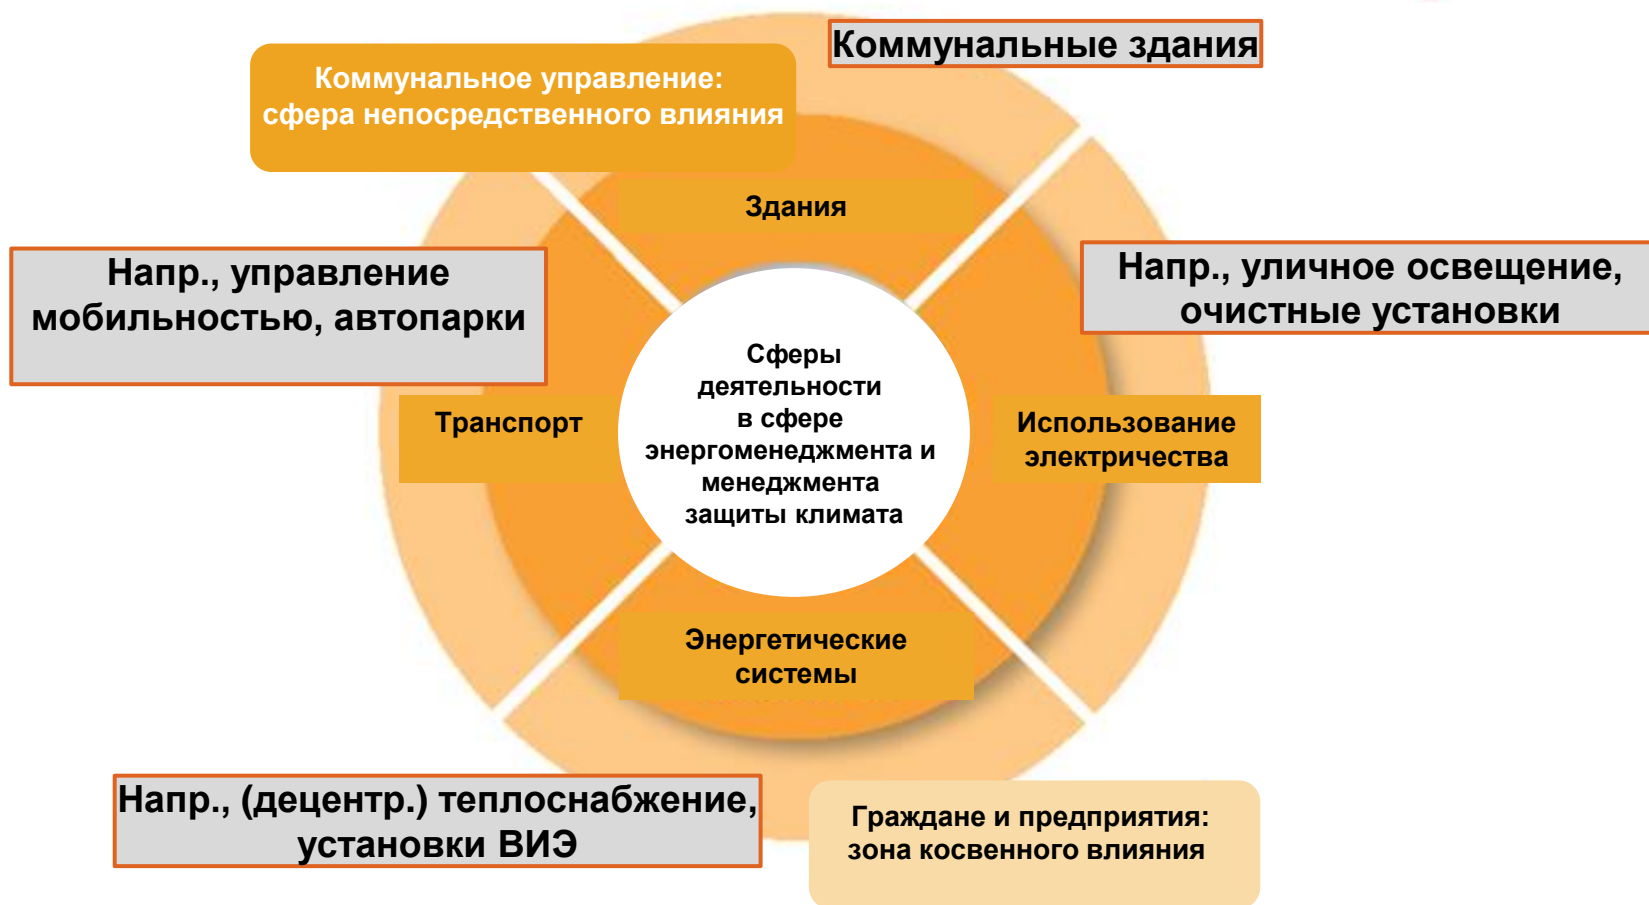 Коммунальные здания
Коммунальное управление:
сфера непосредственного влияния
Здания
Напр., управление
мобильностью, автопарки
Напр., уличное освещение,
очистные установки
Сферы
деятельности
в сфере
энергоменеджмента и
менеджмента
защиты климата
Транспорт
Использование
электричества
Энергетические
системы
Напр., (децентр.) теплоснабжение,
установки ВИЭ
Граждане и предприятия:
зона косвенного влияния